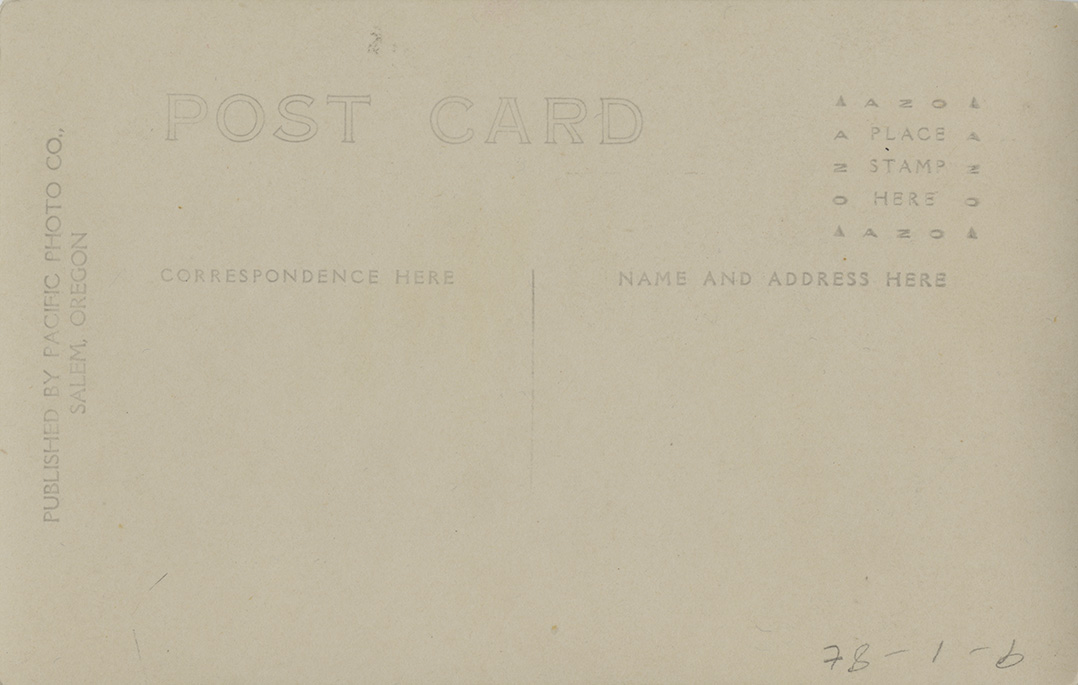 POST CARD
▲ A Z O ▲
A PLACE A
Z STAMP Z
O HERE O
▲ A Z O ▲
CORRESPONDENCE HERE
NAME AND ADDRESS HERE
PUBLISHED BY PACIFIC PHOTO CO.,
SALEM, OREGON
78-1-6